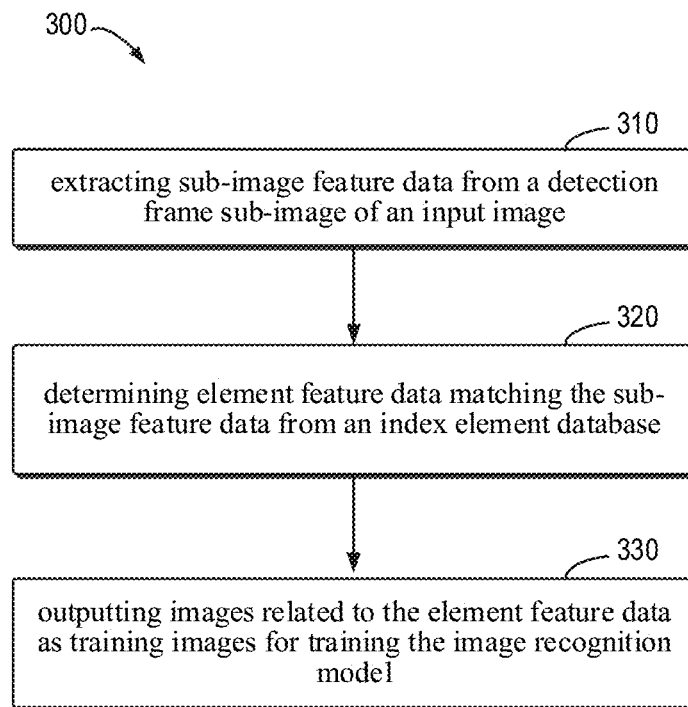 300
310
extracting sub-image feature data from a detection
frame sub-image of an input image
320
determining element feature data matching the sub-
image feature data from an index element database
330
outputting images related to the element feature data
as training images for training the image recognition
model